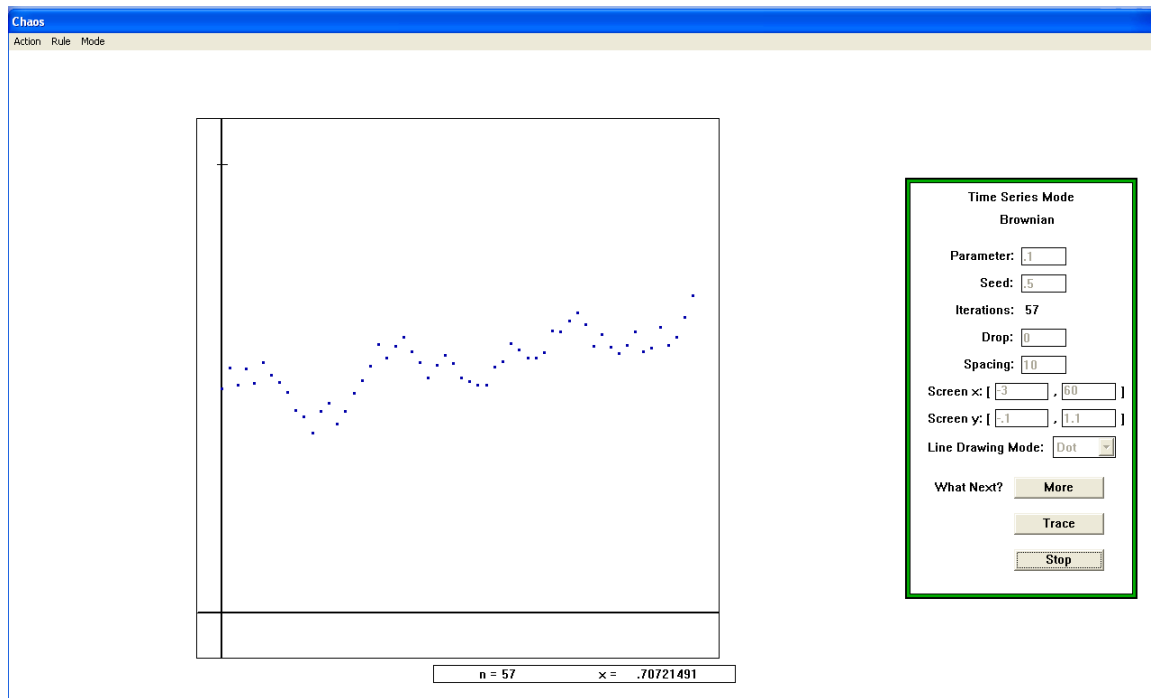 Chaos
Action Rule Mode
Time Series Mode
Brownian
Parameter: .1
Seed: .5
Iterations: 57
Drop: 0
Spacing: 10
Screen x: [ -3 , 60 ]
Screen y: [ -.1 , 1.1 ]
Line Drawing Mode: Dot
What Next? More
Trace
Stop
n = 57 x = .70721491